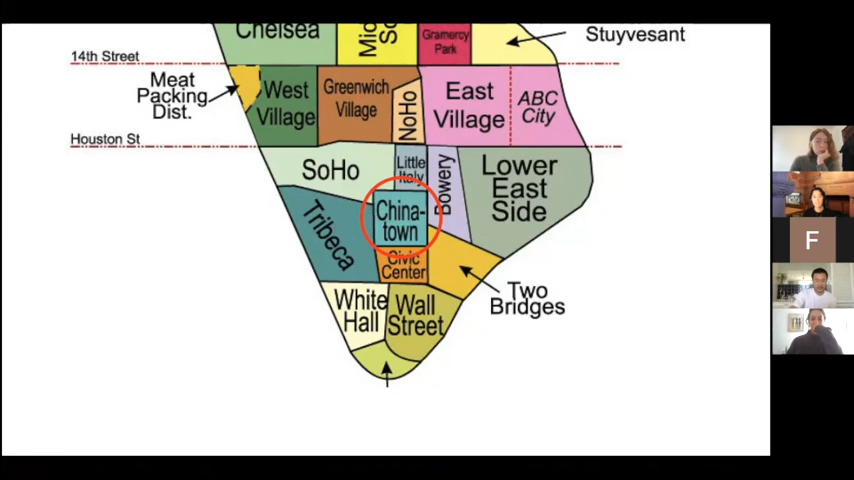 Chelsea
Mid
So
Gramercy
Park
Stuyvesant
14th Street
Meat
Packing
Dist.
West
Village
Greenwich
Village
NoHo
East
Village
ABC
City
Houston St
SoHo
Little
Italy
Bowery
Lower
East
Side
Tribeca
China-
town
Civic
Center
Two
Bridges
White
Hall
Wall
Street
F